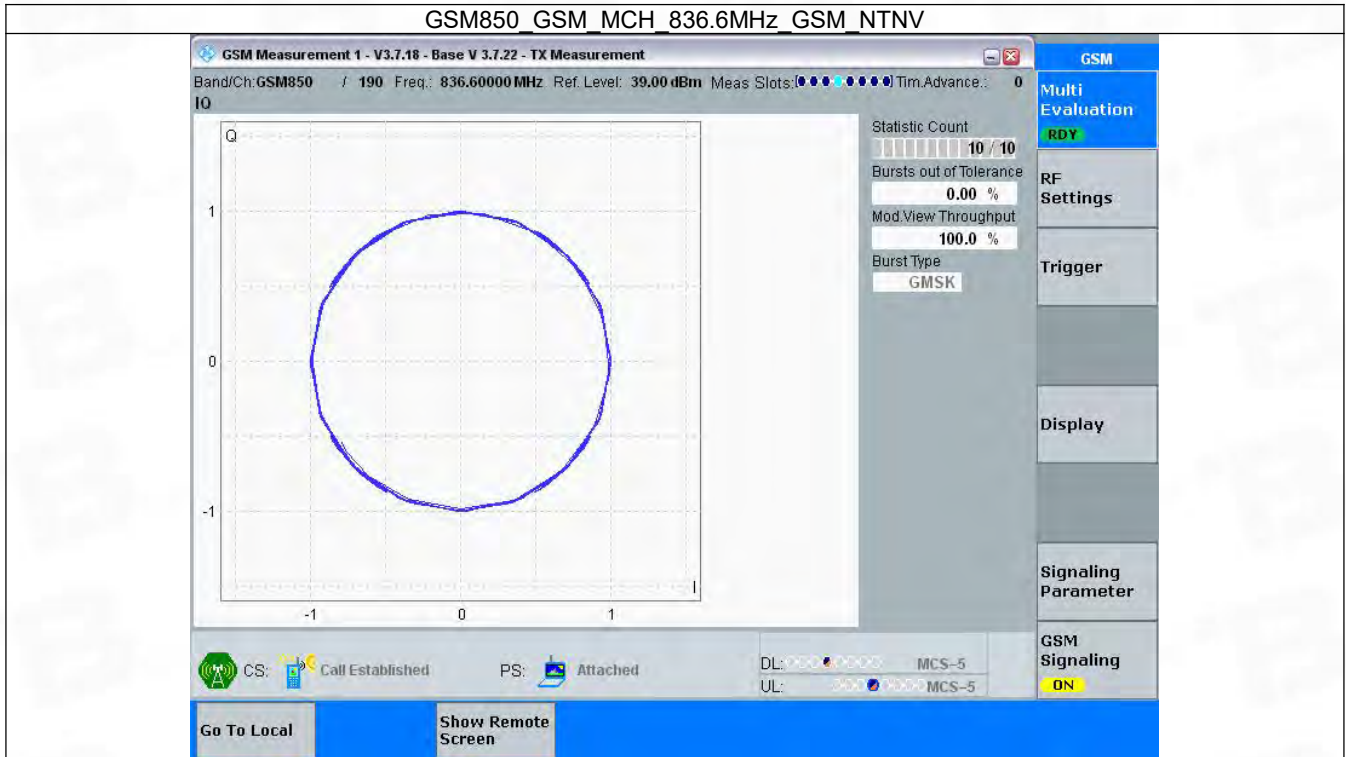 GSM850_GSM_MCH_836.6MHz_GSM_NTNV
GSM Measurement 1 - V3.7.18 - Base V 3.7.22 - TX Measurement
GSM
Band/Ch:GSM850 / 190 Freq.: 836.60000 MHz Ref. Level: 39.00 dBm Meas Slots: Tim.Advance.: 0
IQ
Multi
Evaluation
RDY
Q
Statistic Count
10 / 10
Bursts out of Tolerance
0.00 %
Mod.View Throughput
100.0 %
Burst Type
GMSK
RF
Settings
Trigger
1
0
-1
I
-1 0 1
Display
Signaling
Parameter
CS: Call Established PS: Attached
DL: MCS-5
UL: MCS-5
GSM
Signaling
ON
Go To Local
Show Remote
Screen